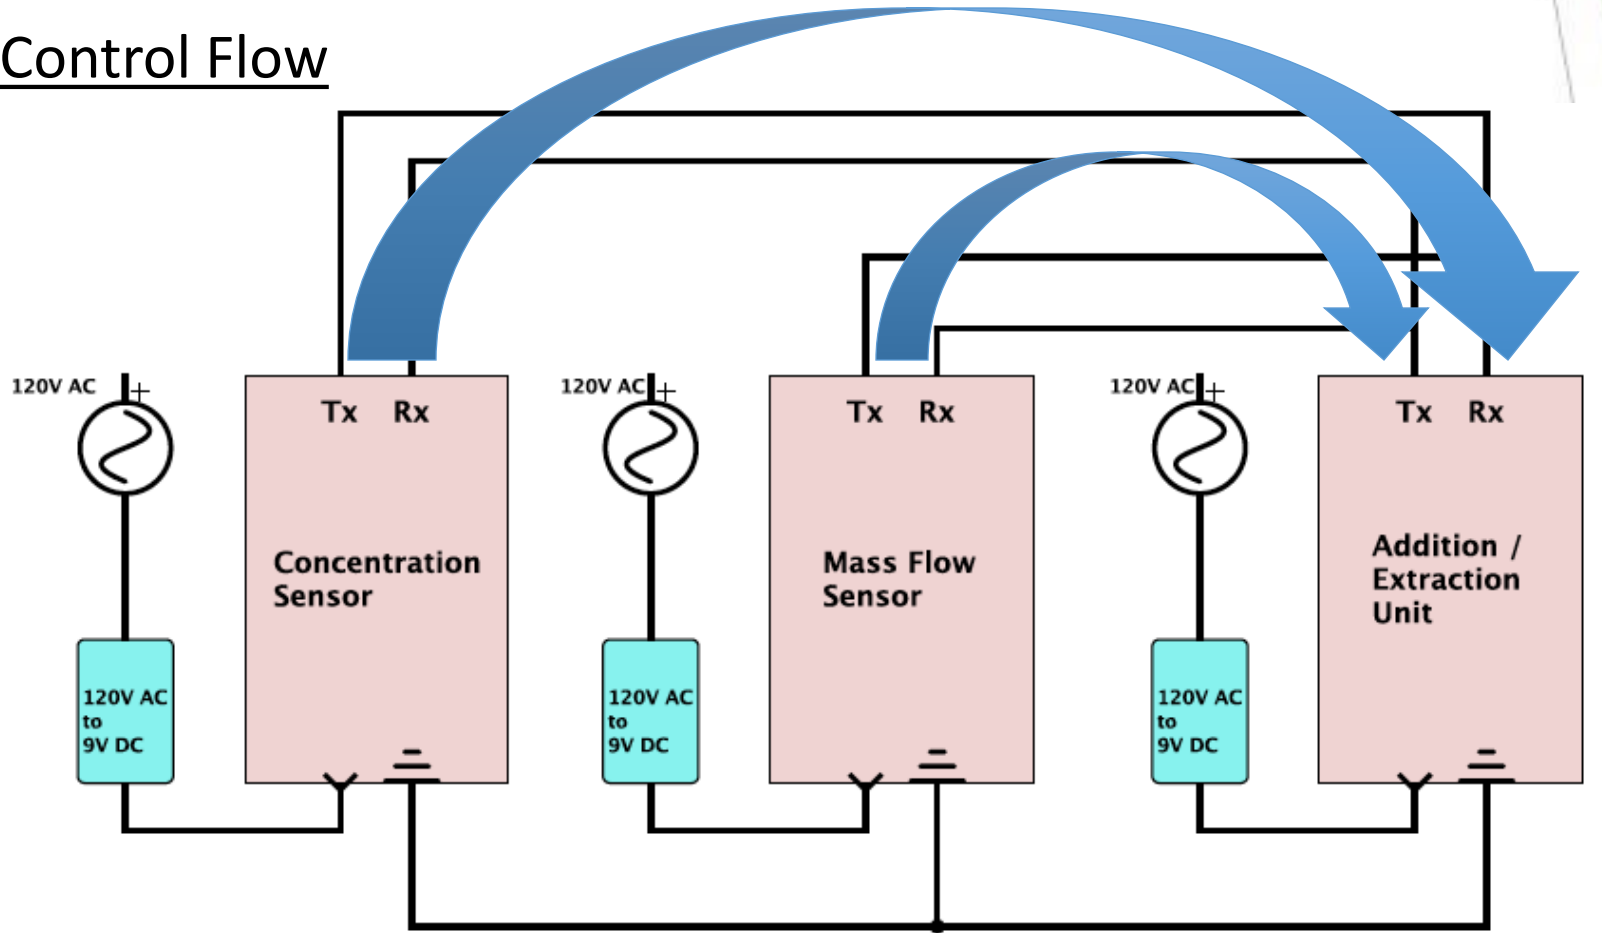 Control Flow
120V AC
+
Tx Rx
Concentration
Sensor
120V AC
to
9V DC
120V AC
+
Tx Rx
Mass Flow
Sensor
120V AC
to
9V DC
120V AC
+
Tx Rx
Addition /
Extraction
Unit
120V AC
to
9V DC